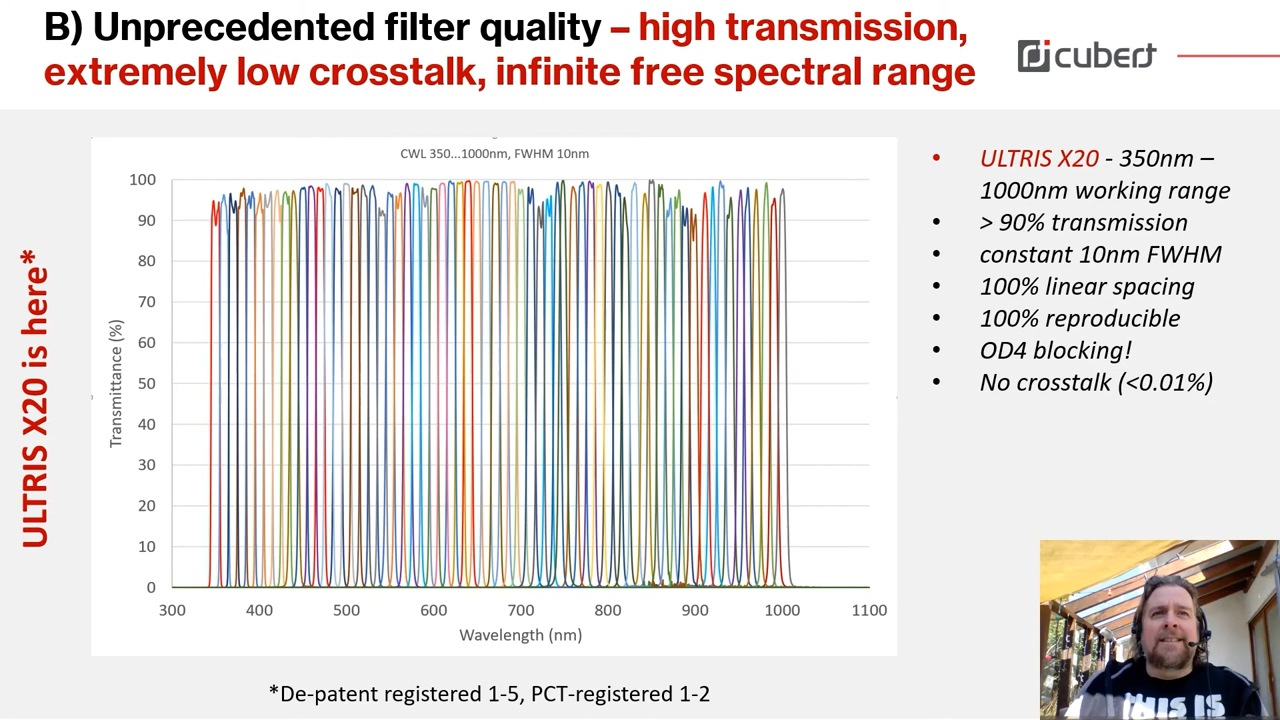 B) Unprecedented filter quality – high transmission,
extremely low crosstalk, infinite free spectral range
cubert
ULTRIS X20 is here*
CWL 350...1000nm, FWHM 10nm
Transmittance (%)
100
90
80
70
60
50
40
30
20
10
0
300 400 500 600 700 800 900 1000 1100
Wavelength (nm)
• ULTRIS X20 - 350nm –
1000nm working range
• > 90% transmission
• constant 10nm FWHM
• 100% linear spacing
• 100% reproducible
• OD4 blocking!
• No crosstalk (<0.01%)
*De-patent registered 1-5, PCT-registered 1-2
THIS IS